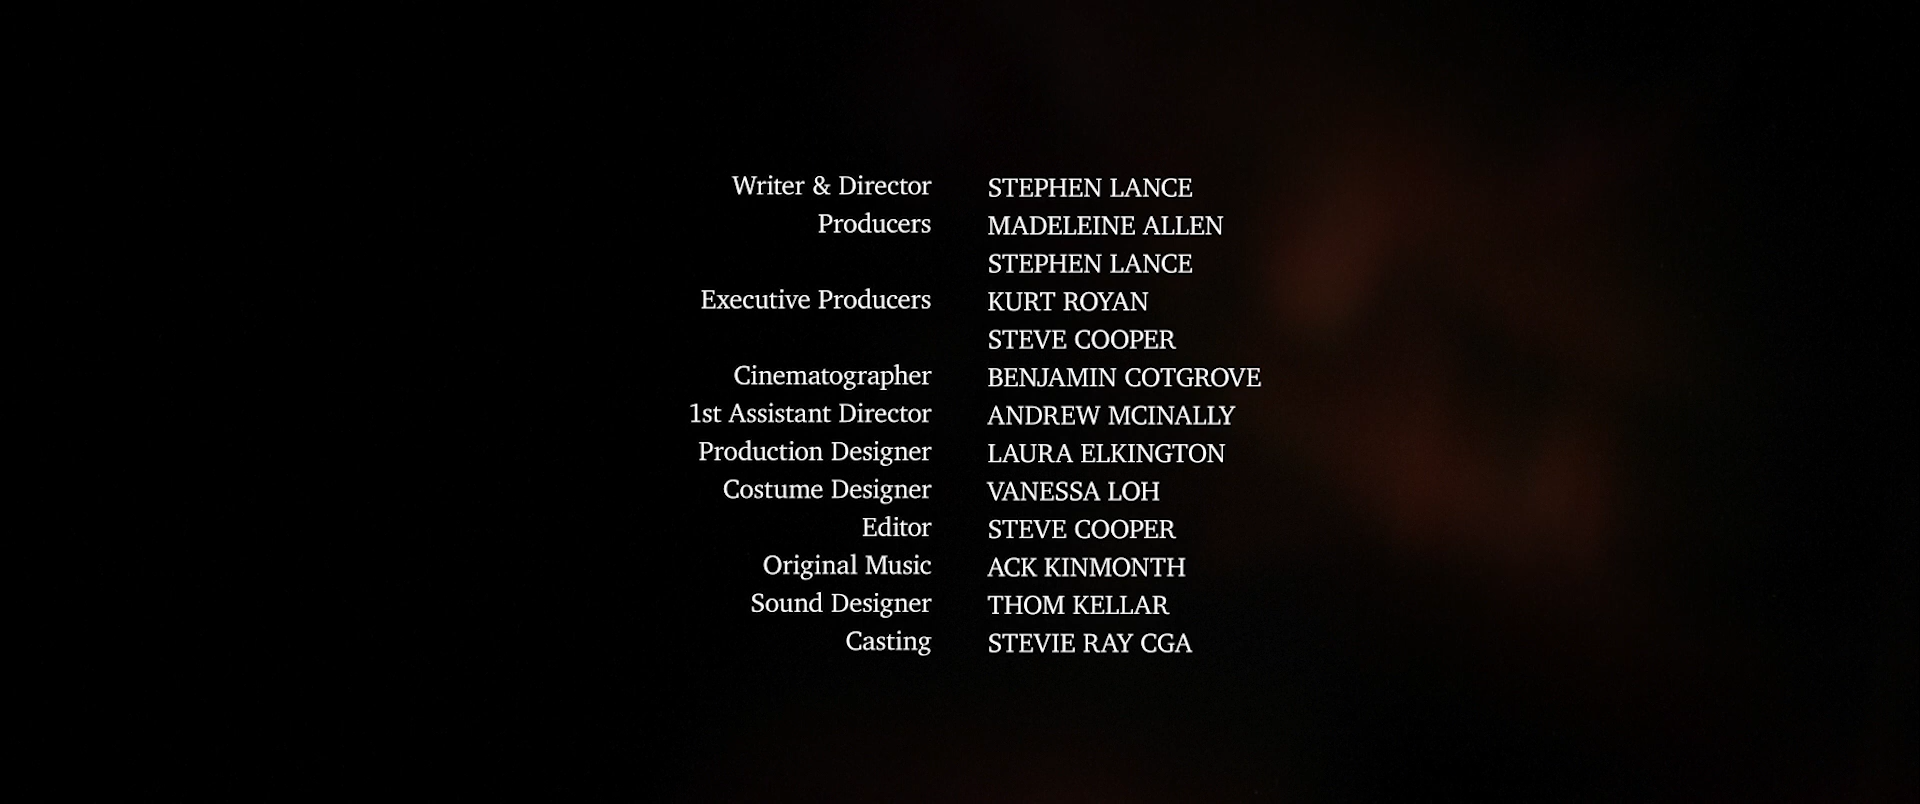 Writer & Director STEPHEN LANCE
Producers MADELEINE ALLEN
STEPHEN LANCE
Executive Producers KURT ROYAN
STEVE COOPER
Cinematographer BENJAMIN COTGROVE
1st Assistant Director ANDREW MCINALLY
Production Designer LAURA ELKINGTON
Costume Designer VANESSA LOH
Editor STEVE COOPER
Original Music ACK KINMONTH
Sound Designer THOM KELLAR
Casting STEVIE RAY CGA